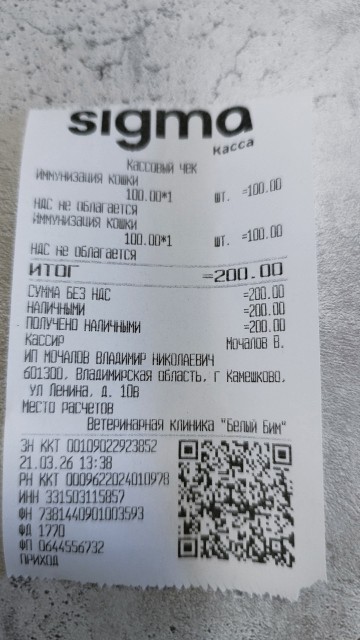 sigma
касса
Кассовый чек
Иммунизация кошки
100.00*1 шт. =100.00
НДС не облагается
Иммунизация кошки
100.00*1 шт. =100.00
НДС не облагается
ИТОГ =200.00
СУММА БЕЗ НДС =200.00
НАЛИЧНЫМИ =200.00
ПОЛУЧЕНО НАЛИЧНЫМИ =200.00
Кассир Мочалов В.
ИП МОЧАЛОВ ВЛАДИМИР НИКОЛАЕВИЧ
601300, Владимирская область, г Камешково,
ул Ленина, д. 10в
Место расчетов
Ветеринарная клиника "Белый Бим"
ЗН ККТ 00109022923852
21.03.26 13:38
РН ККТ 0009622024010978
ИНН 331503115857
ФН 7381440901003593
ФД 1770
ФП 0644556732
ПРИХОД